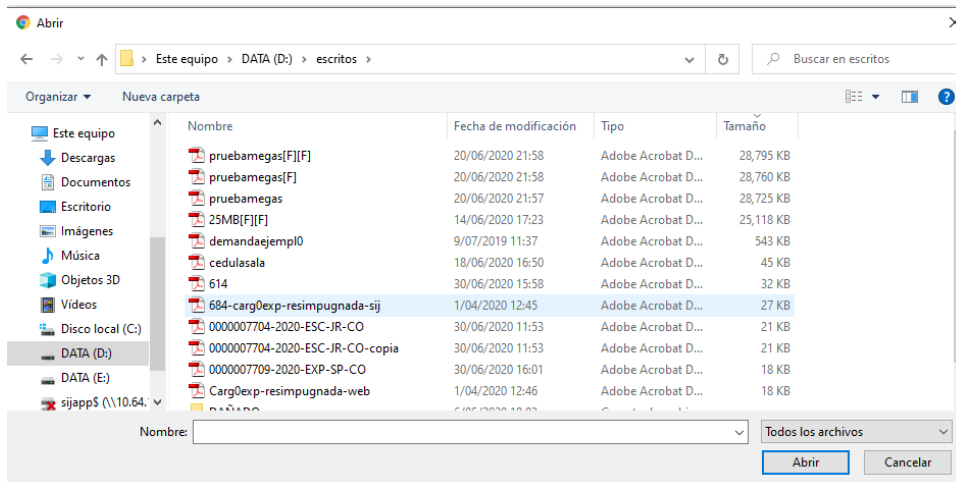 Abrir
Este equipo > DATA (D:) > escritos >
Buscar en escritos
Organizar Nueva carpeta
Nombre Fecha de modificación Tipo Tamaño
Este equipo
Descargas
Documentos
Escritorio
Imágenes
Música
Objetos 3D
Vídeos
Disco local (C:)
DATA (D:)
DATA (E:)
sijapp$ (\\10.64.
pruebamegas[F][F] 20/06/2020 21:58 Adobe Acrobat D... 28,795 KB
pruebamegas[F] 20/06/2020 21:58 Adobe Acrobat D... 28,760 KB
pruebamegas 20/06/2020 21:57 Adobe Acrobat D... 28,725 KB
25MB[F][F] 14/06/2020 17:23 Adobe Acrobat D... 25,118 KB
demandaejempl0 9/07/2019 11:37 Adobe Acrobat D... 543 KB
cedulasala 18/06/2020 16:50 Adobe Acrobat D... 45 KB
614 30/06/2020 15:58 Adobe Acrobat D... 32 KB
684-carg0exp-resimpugnada-sij 1/04/2020 12:45 Adobe Acrobat D... 27 KB
0000007704-2020-ESC-JR-CO 30/06/2020 11:53 Adobe Acrobat D... 21 KB
0000007704-2020-ESC-JR-CO-copia 30/06/2020 11:53 Adobe Acrobat D... 21 KB
0000007709-2020-EXP-SP-CO 30/06/2020 16:01 Adobe Acrobat D... 18 KB
Carg0exp-resimpugnada-web 1/04/2020 12:46 Adobe Acrobat D... 18 KB
DAÑADO
Nombre: Todos los archivos
Abrir Cancelar